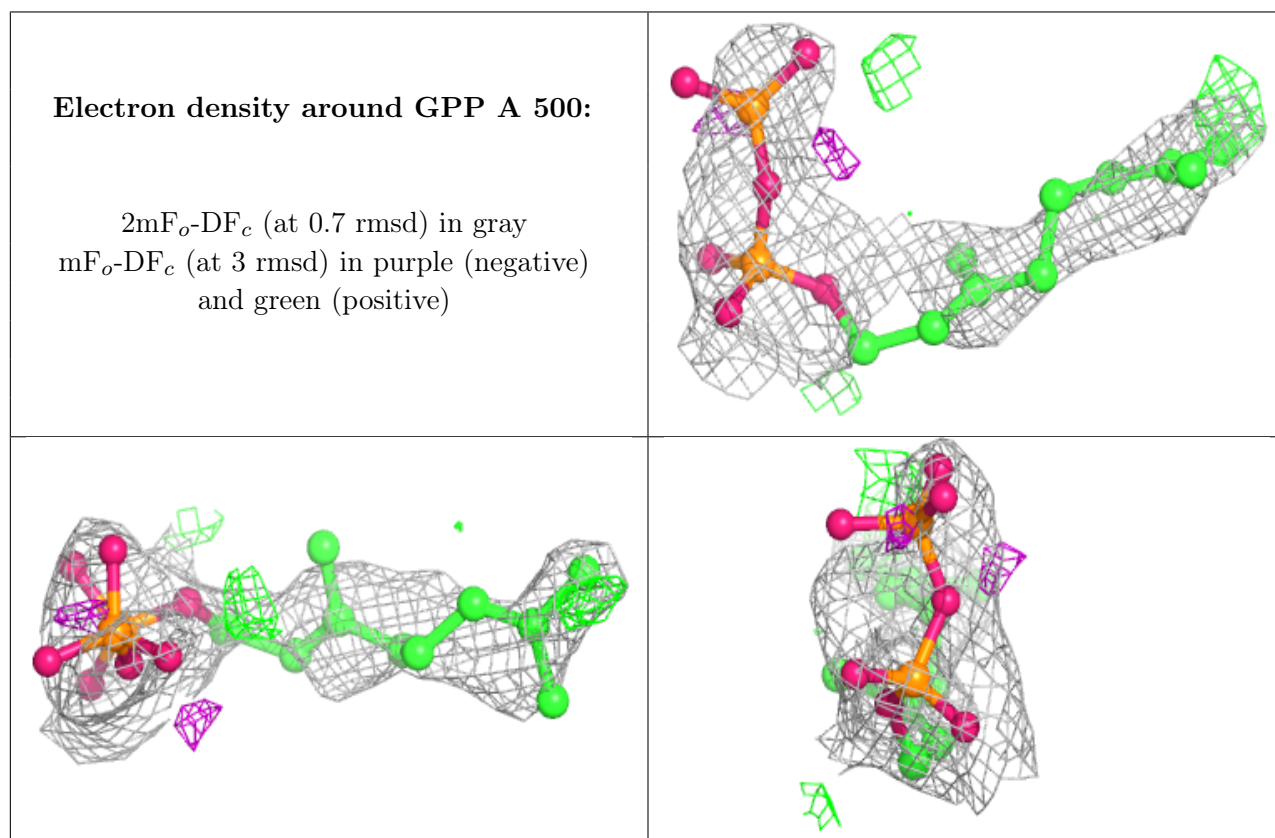 Electron density around GPP A 500:
2mFo-DFc (at 0.7 rmsd) in gray
mFo-DFc (at 3 rmsd) in purple (negative)
and green (positive)